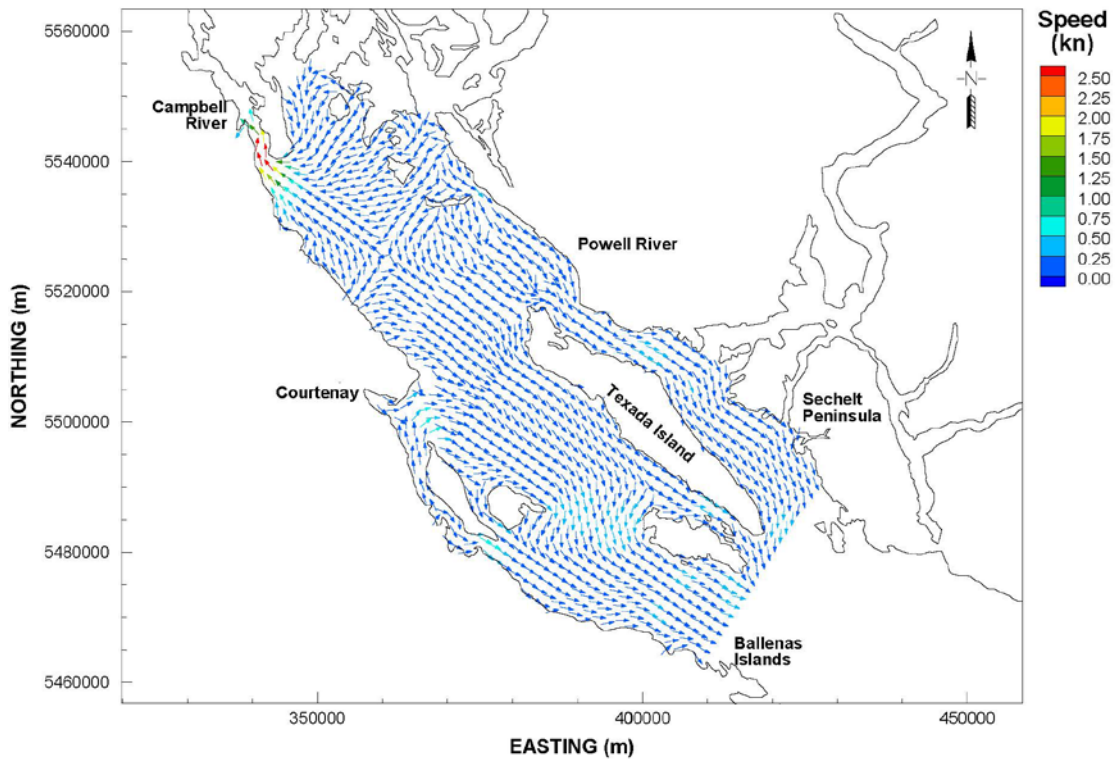 5560000
5540000
5520000
5500000
5480000
5460000
NORTHING (m)
350000
400000
450000
EASTING (m)
Campbell
River
Powell River
Courtenay
Texada Island
Sechelt
Peninsula
Ballenas
Islands
N
Speed
(kn)
2.50
2.25
2.00
1.75
1.50
1.25
1.00
0.75
0.50
0.25
0.00